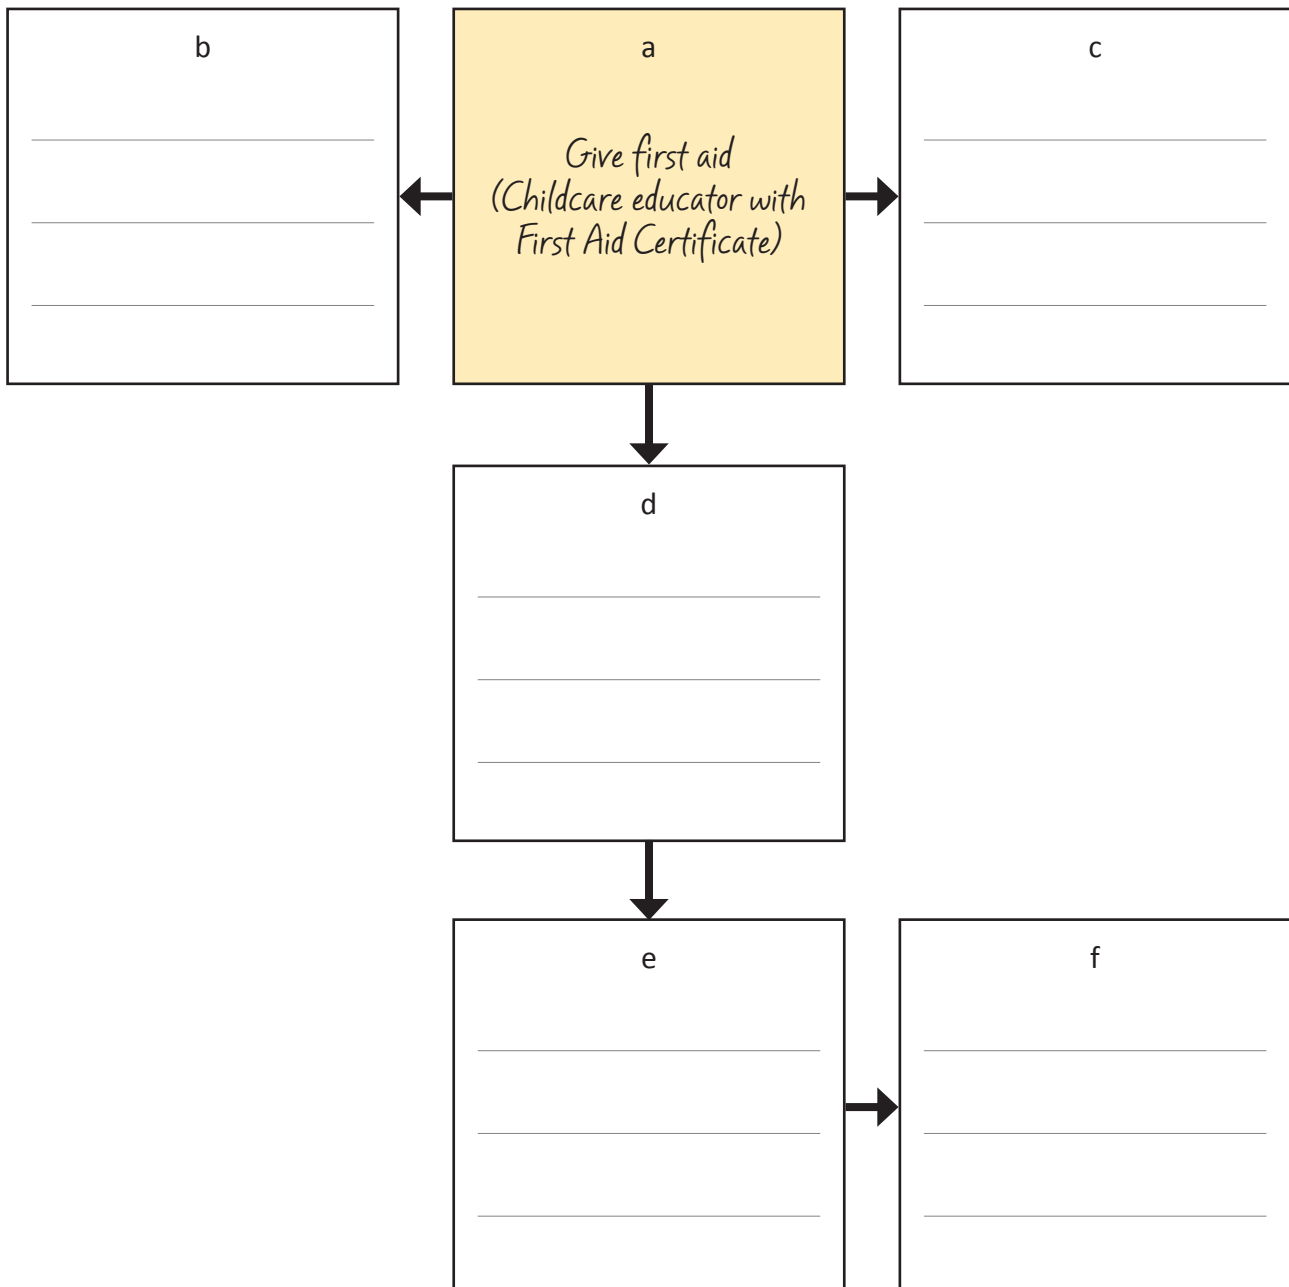 b
a
c
Give first aid
(Childcare educator with
First Aid Certificate)
d
e
f